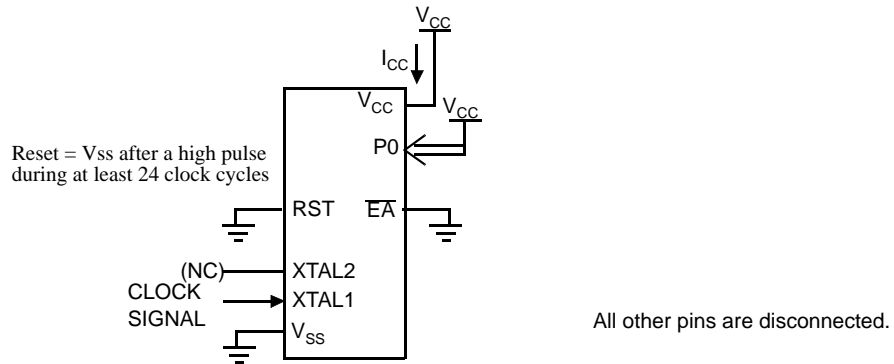 VCC
ICC
VCC
VCC
P0
Reset = Vss after a high pulse
during at least 24 clock cycles
RST
EA
(NC)
XTAL2
CLOCK
SIGNAL
XTAL1
VSS
All other pins are disconnected.